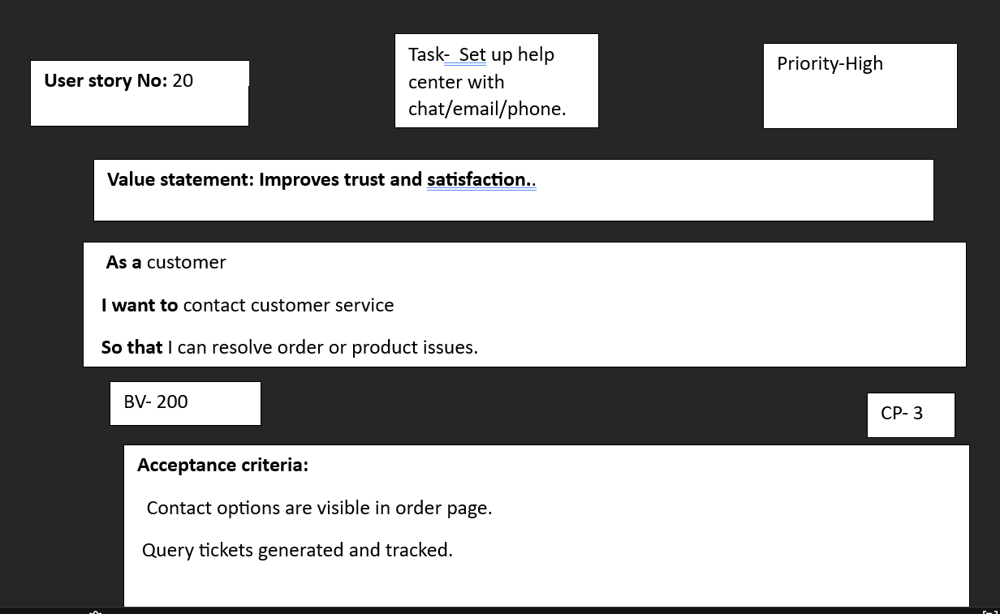 User story No: 20
Task-  Set up help
center with
chat/email/phone.
Priority-High
Value statement: Improves trust and satisfaction..
As a customer
I want to contact customer service
So that I can resolve order or product issues.
BV- 200
CP- 3
Acceptance criteria:
Contact options are visible in order page.
Query tickets generated and tracked.